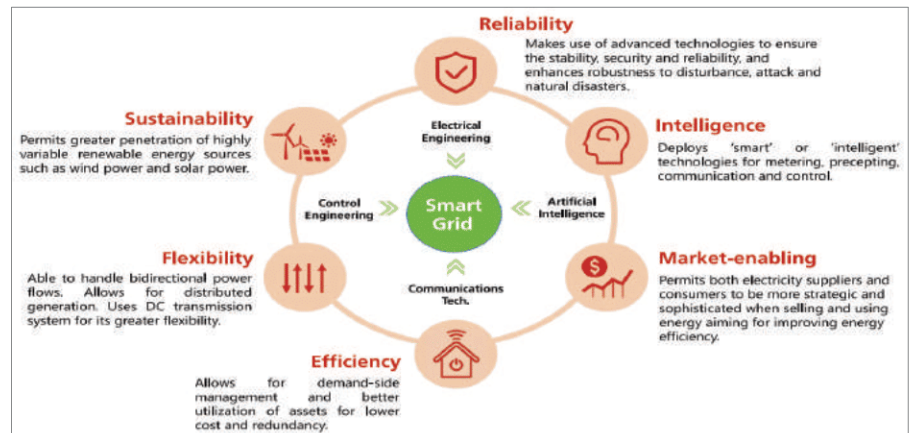 Reliability
Makes use of advanced technologies to ensure
the stability, security and reliability, and
enhances robustness to disturbance, attack and
natural disasters.
Sustainability
Permits greater penetration of highly
variable renewable energy sources
such as wind power and solar power.
Electrical
Engineering
Intelligence
Deploys 'smart' or 'intelligent'
technologies for metering, precepting,
communication and control.
Control
Engineering
Smart
Grid
Artificial
Intelligence
Flexibility
Able to handle bidirectional power
flows. Allows for distributed
generation. Uses DC transmission
system for its greater flexibility.
Communications
Tech.
$
Market-enabling
Permits both electricity suppliers and
consumers to be more strategic and
sophisticated when selling and using
energy aiming for improving energy
efficiency.
Efficiency
Allows for demand-side
management and better
utilization of assets for lower
cost and redundancy.